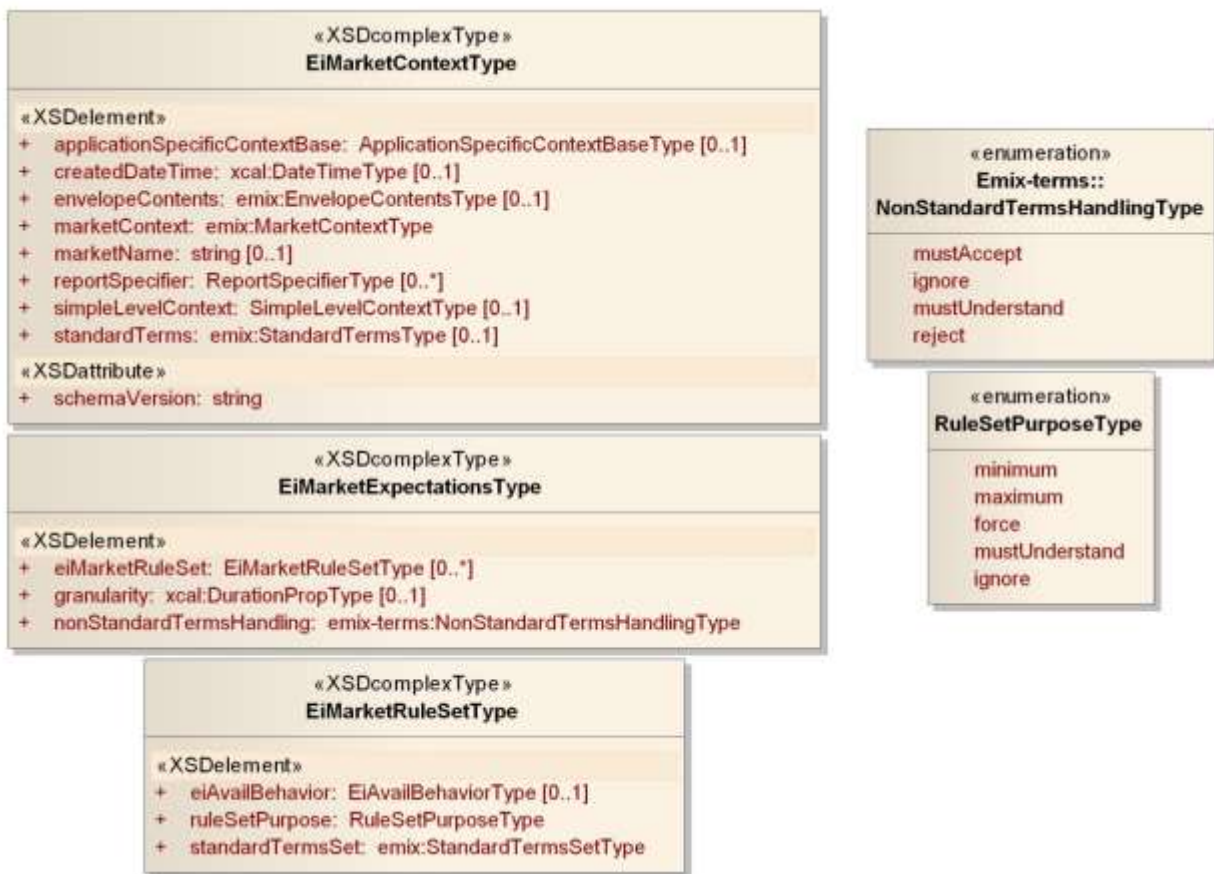 «XSDcomplexType»
EiMarketContextType
«XSDelement»
+ applicationSpecificContextBase: ApplicationSpecificContextBaseType [0..1]
+ createdDateTime: xcal:DateTimeType [0..1]
+ envelopeContents: emix:EnvelopeContentsType [0..1]
+ marketContext: emix:MarketContextType
+ marketName: string [0..1]
+ reportSpecifier: ReportSpecifierType [0..*]
+ simpleLevelContext: SimpleLevelContextType [0..1]
+ standardTerms: emix:StandardTermsType [0..1]
«XSDattribute»
+ schemaVersion: string
«XSDcomplexType»
EiMarketExpectationsType
«XSDelement»
+ eiMarketRuleSet: EiMarketRuleSetType [0..*]
+ granularity: xcal:DurationPropType [0..1]
+ nonStandardTermsHandling: emix-terms:NonStandardTermsHandlingType
«XSDcomplexType»
EiMarketRuleSetType
«XSDelement»
+ eiAvailBehavior: EiAvailBehaviorType [0..1]
+ ruleSetPurpose: RuleSetPurposeType
+ standardTermsSet: emix:StandardTermsSetType
«enumeration»
Emix-terms::
NonStandardTermsHandlingType
mustAccept
ignore
mustUnderstand
reject
«enumeration»
RuleSetPurposeType
minimum
maximum
force
mustUnderstand
ignore